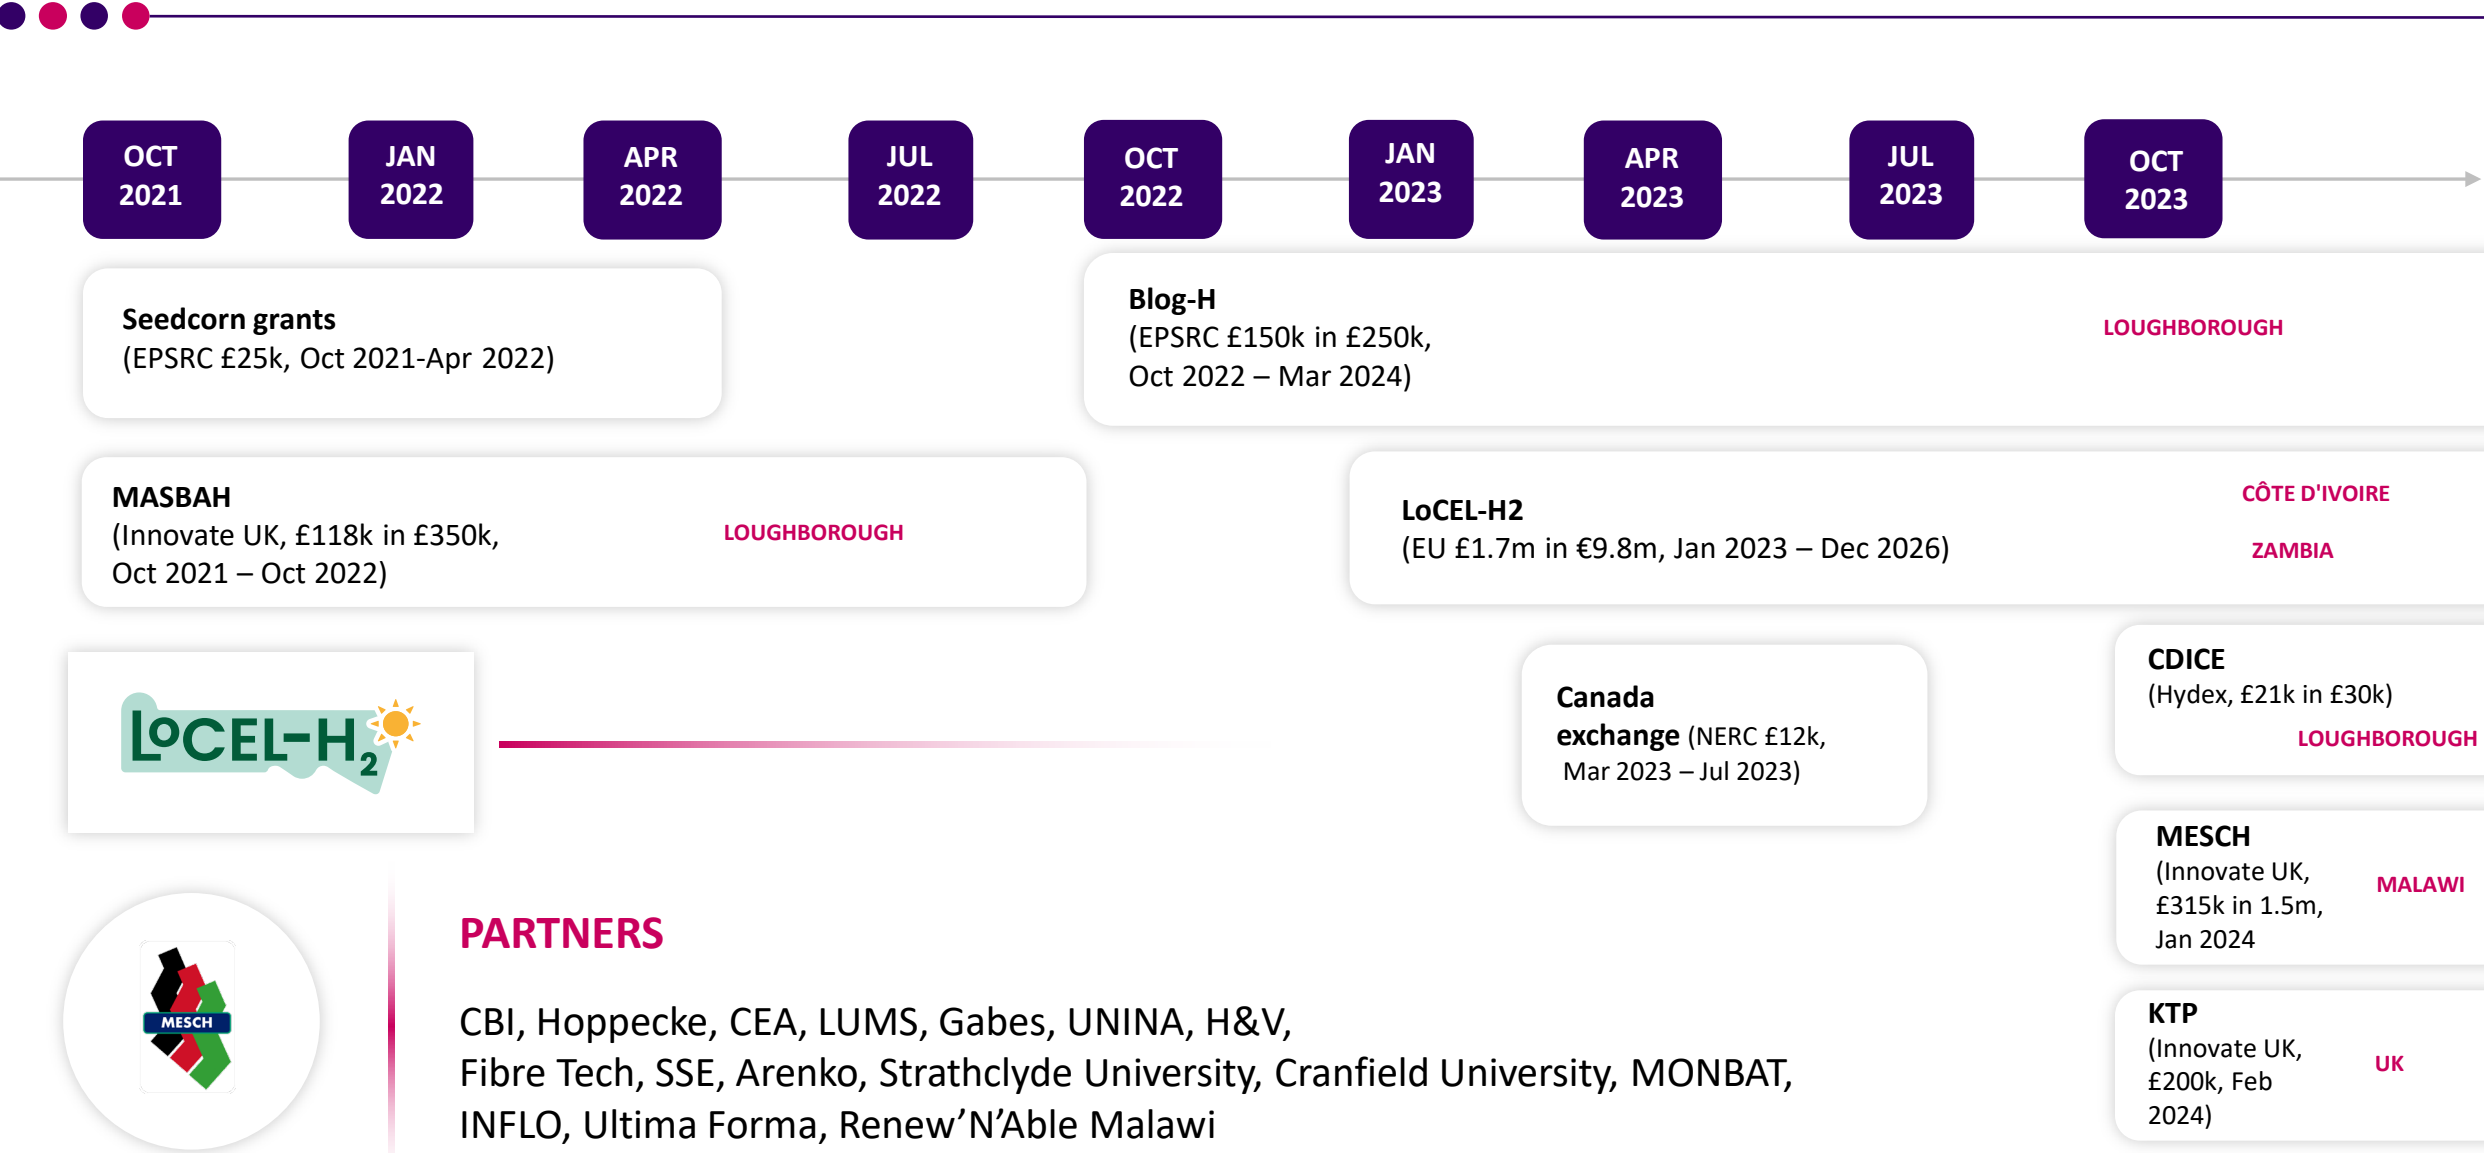 OCT
2021
JAN
2022
APR
2022
JUL
2022
OCT
2022
JAN
2023
APR
2023
JUL
2023
OCT
2023
Seedcorn grants
(EPSRC £25k, Oct 2021-Apr 2022)
Blog-H
(EPSRC £150k in £250k,
Oct 2022 – Mar 2024)
LOUGHBOROUGH
MASBAH
(Innovate UK, £118k in £350k,
Oct 2021 – Oct 2022)
LOUGHBOROUGH
LoCEL-H2
(EU £1.7m in €9.8m, Jan 2023 – Dec 2026)
CÔTE D'IVOIRE
ZAMBIA
LOCEL-H2
Canada
exchange (NERC £12k,
Mar 2023 – Jul 2023)
CDICE
(Hydex, £21k in £30k)
LOUGHBOROUGH
MESCH
(Innovate UK,
£315k in 1.5m,
Jan 2024
MALAWI
KTP
(Innovate UK,
£200k, Feb
2024)
UK
MESCH
PARTNERS
CBI, Hoppecke, CEA, LUMS, Gabes, UNINA, H&V,
Fibre Tech, SSE, Arenko, Strathclyde University, Cranfield University, MONBAT,
INFLO, Ultima Forma, Renew’N’Able Malawi